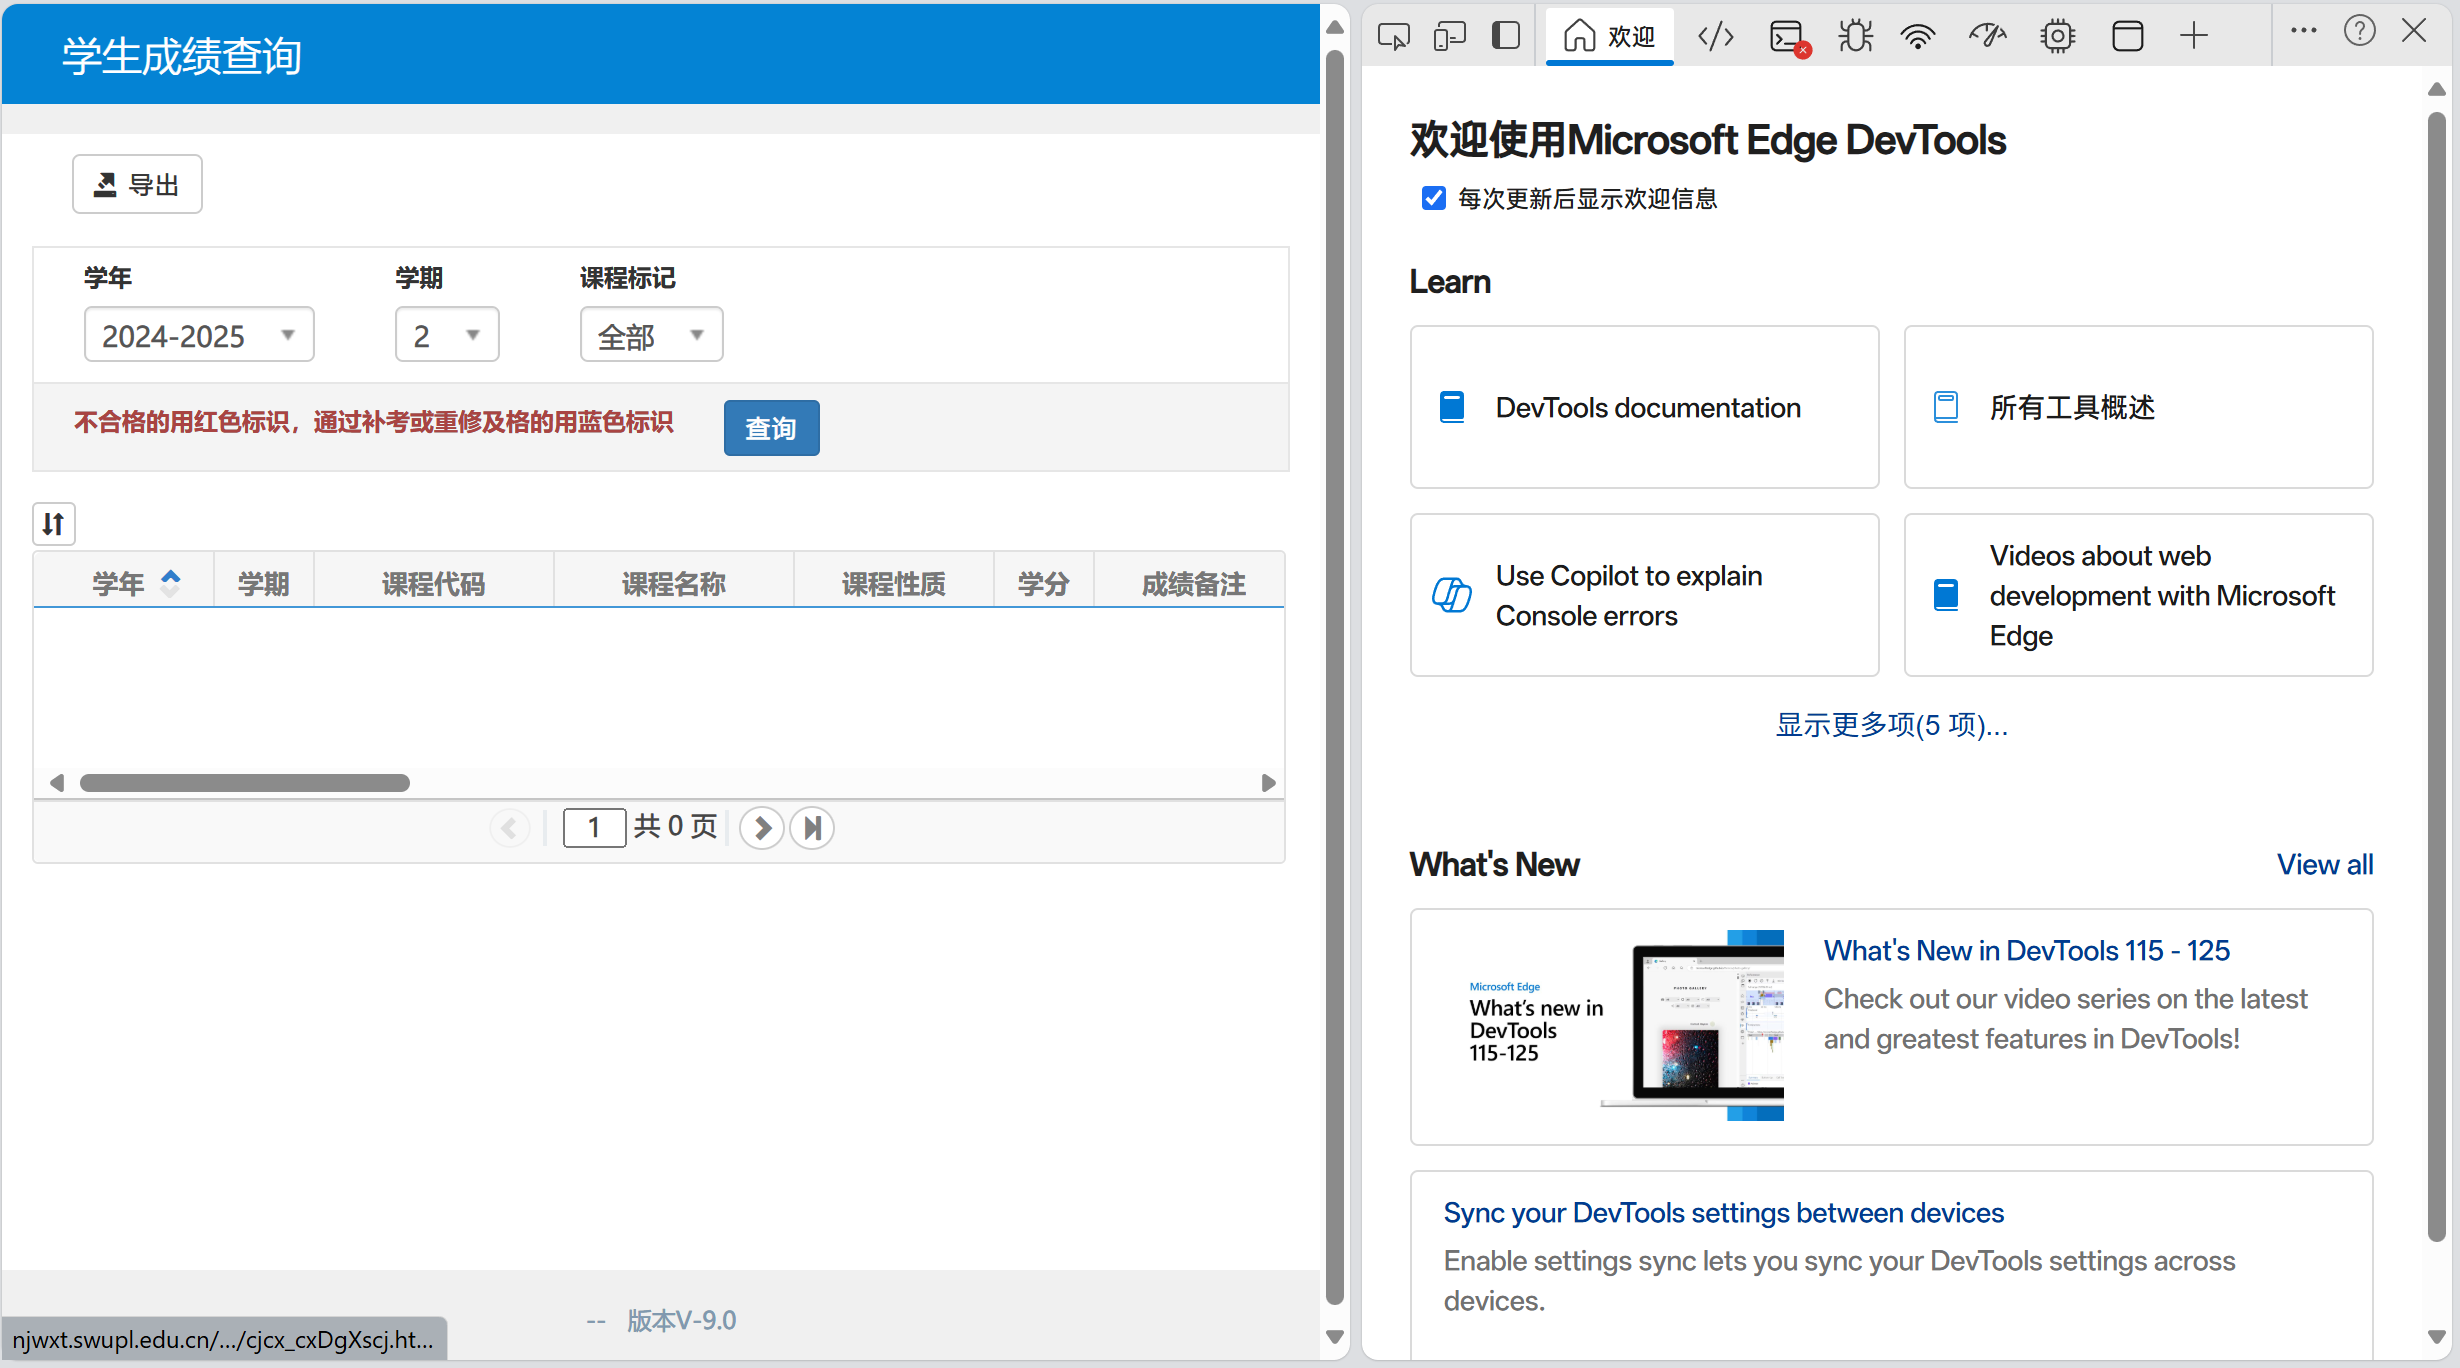 学生成绩查询
导出
学年
学期
课程标记
2024-2025
2
全部
不合格的用红色标识，通过补考或重修及格的用蓝色标识
查询
学年
学期
课程代码
课程名称
课程性质
学分
成绩备注
1
共 0 页
-- 版本V-9.0
njwxt.swupl.edu.cn/.../cjcx_cxDgXscj.ht...
欢迎
欢迎使用Microsoft Edge DevTools
每次更新后显示欢迎信息
Learn
DevTools documentation
所有工具概述
Use Copilot to explain
Console errors
Videos about web
development with Microsoft
Edge
显示更多项(5 项)...
What's New
View all
Microsoft Edge
What's new in
DevTools
115-125
What's New in DevTools 115 - 125
Check out our video series on the latest
and greatest features in DevTools!
Sync your DevTools settings between devices
Enable settings sync lets you sync your DevTools settings across
devices.